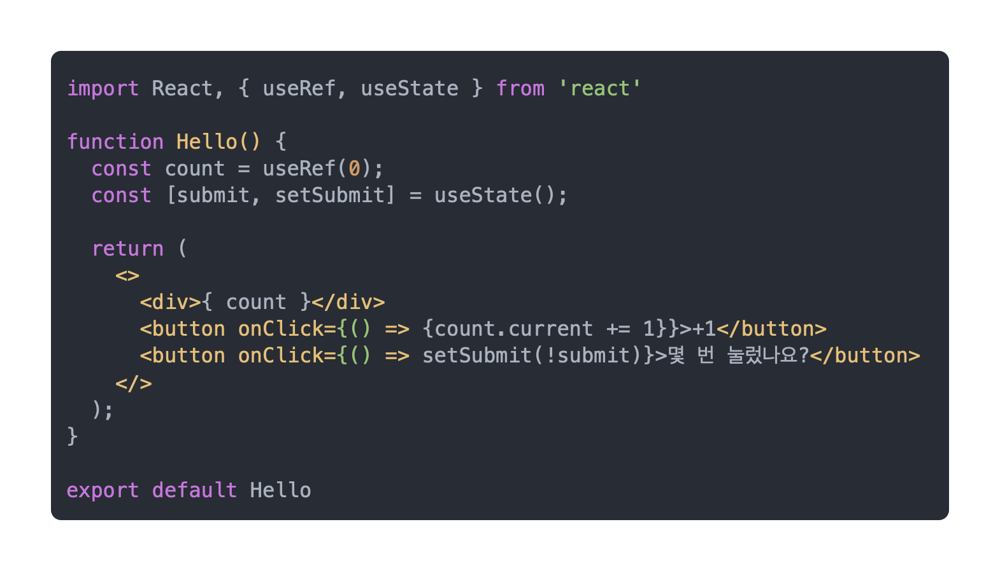 import React, { useRef, useState } from 'react'
function Hello() {
  const count = useRef(0);
  const [submit, setSubmit] = useState();
  return (
    <>
      <div>{ count }</div>
      <button onClick={() => {count.current += 1}}>+1</button>
      <button onClick={() => setSubmit(!submit)}>몇 번 눌렀나요?</button>
    </>
  );
}
export default Hello